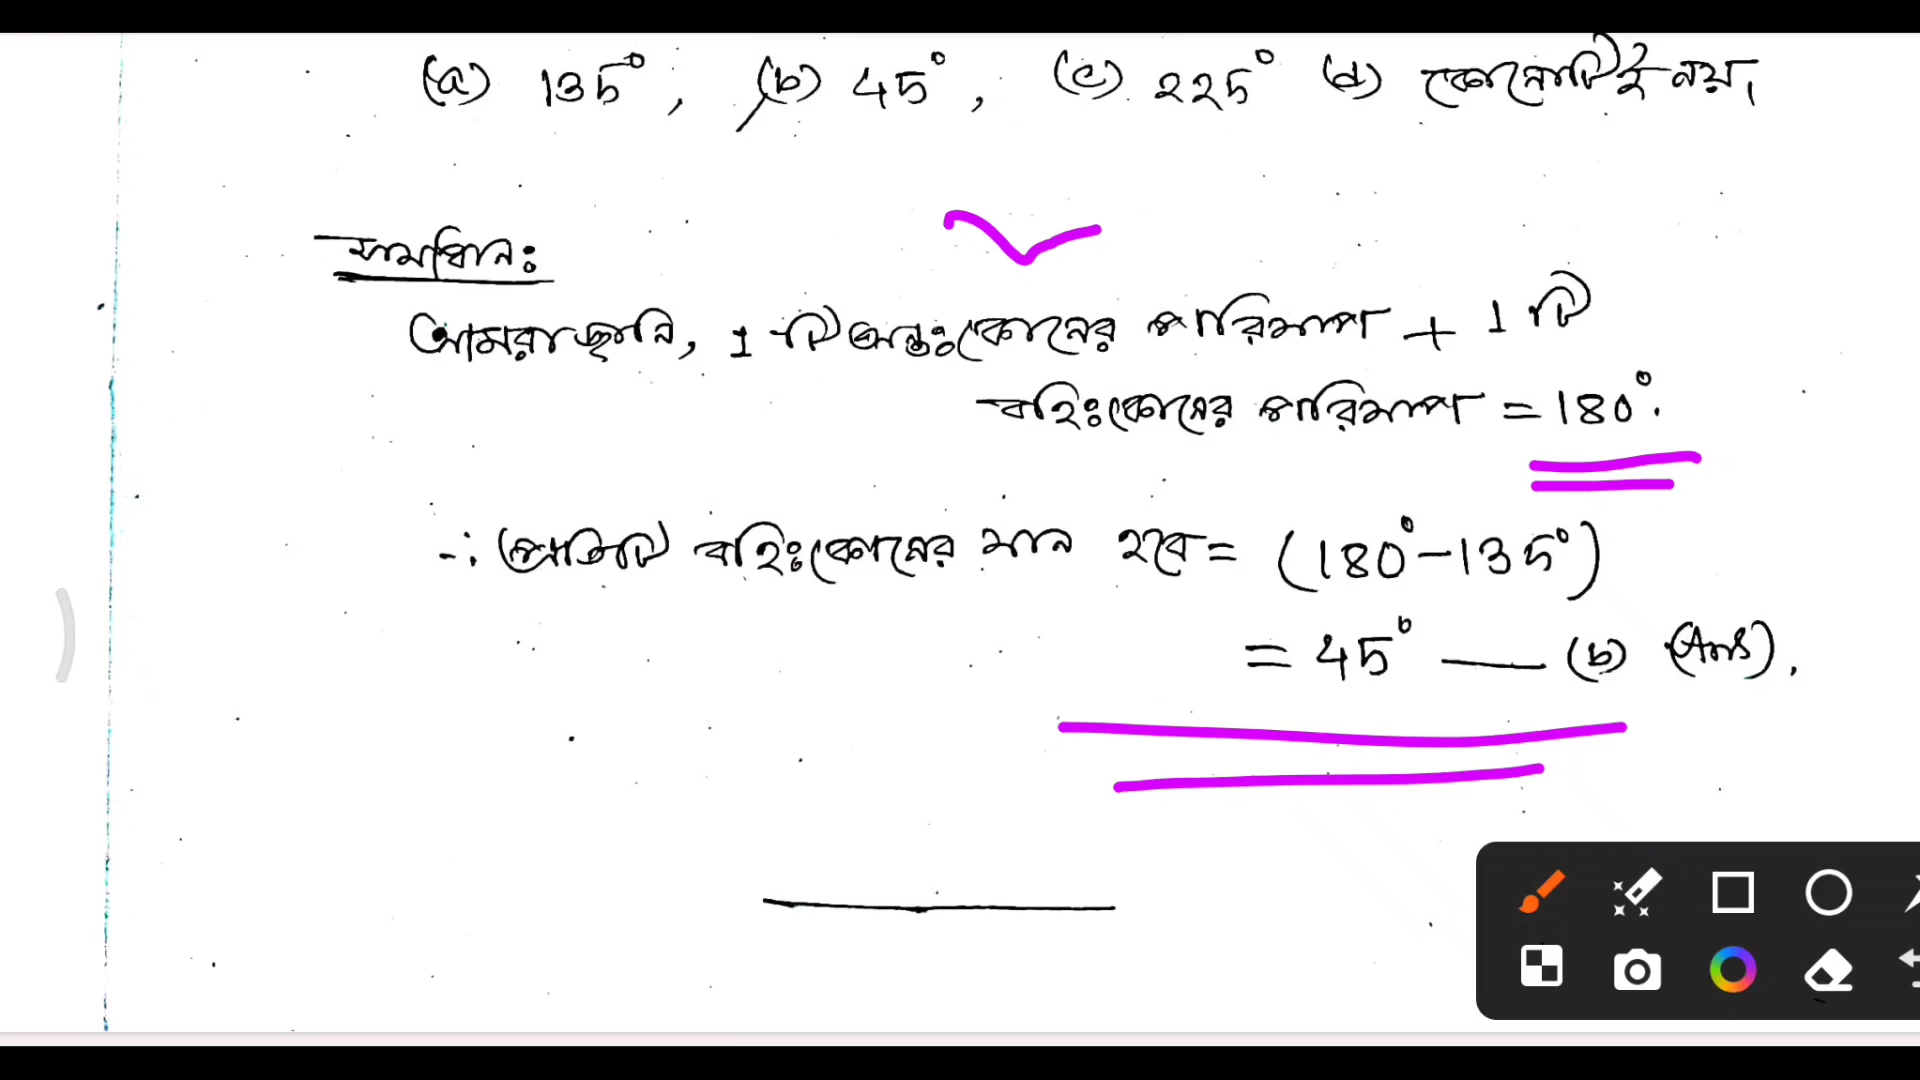 (a) 135°, (b) 45°, (c) 225° (d) কোনোটিই নয়।
সমাধান:
আমরা জানি, 1 টি অন্তঃকোনের পরিমাপ + 1 টি
বহিঃকোনের পরিমাপ = 180°.
∴ প্রতিটি বহিঃকোনের মান হবে = (180° - 135°)
= 45° — (b) (Ans).